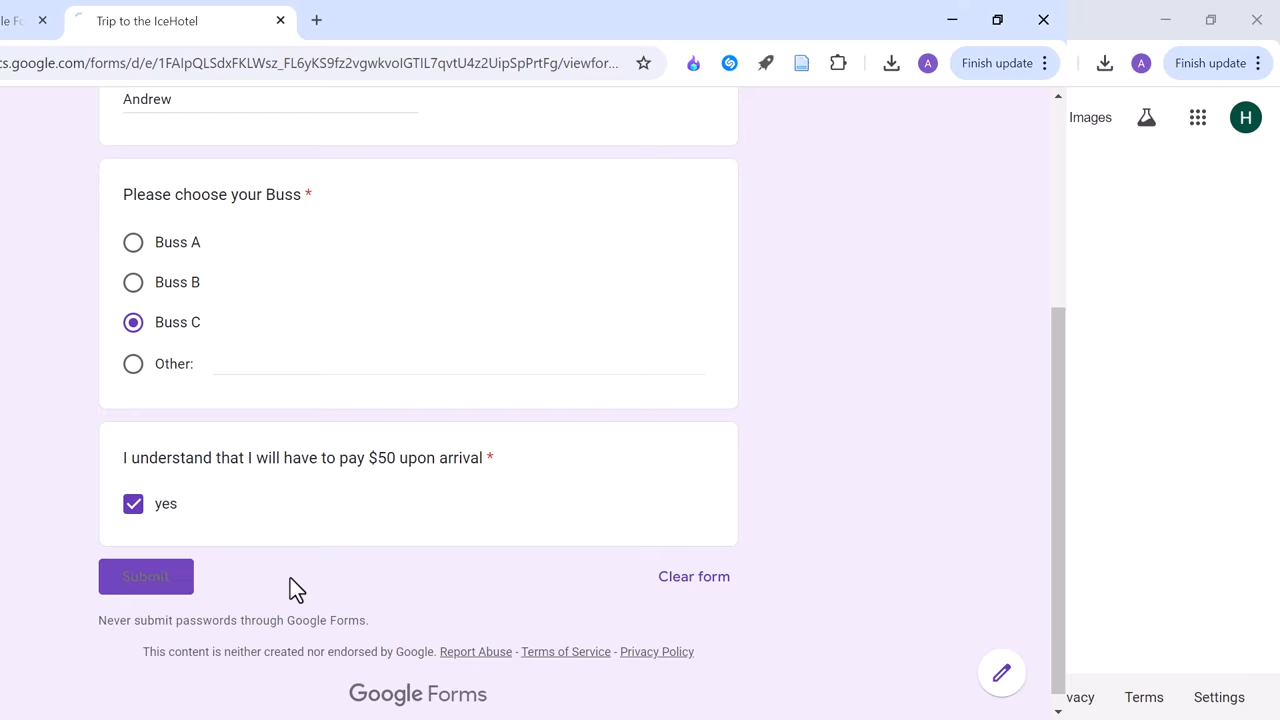 le Fo
Trip to the IceHotel
cs.google.com/forms/d/e/1FAIpQLSdxFKLWsz_FL6yKS9fz2vgwkvoIGTIL7qvtU4z2UipSpPrtFg/viewfor...
A
Finish update
A
Finish update
Andrew
Images
H
Please choose your Buss *
Buss A
Buss B
Buss C
Other:
I understand that I will have to pay $50 upon arrival *
yes
Submit
Clear form
Never submit passwords through Google Forms.
This content is neither created nor endorsed by Google. Report Abuse - Terms of Service - Privacy Policy
Google Forms
vacy
Terms
Settings